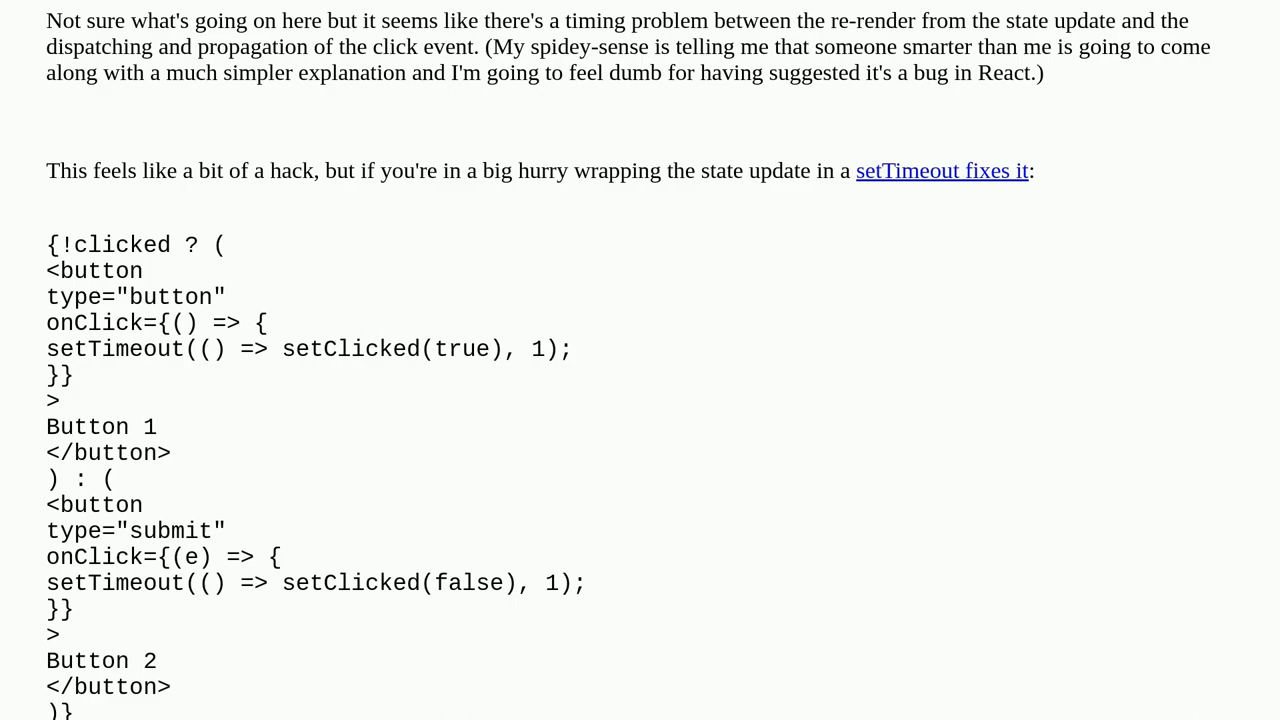 Not sure what's going on here but it seems like there's a timing problem between the re-render from the state update and the
dispatching and propagation of the click event. (My spidey-sense is telling me that someone smarter than me is going to come
along with a much simpler explanation and I'm going to feel dumb for having suggested it's a bug in React.)
This feels like a bit of a hack, but if you're in a big hurry wrapping the state update in a setTimeout fixes it:
{!clicked ? (
<button
type="button"
onClick={() => {
setTimeout(() => setClicked(true), 1);
}}
>
Button 1
</button>
) : (
<button
type="submit"
onClick={(e) => {
setTimeout(() => setClicked(false), 1);
}}
>
Button 2
</button>
)}